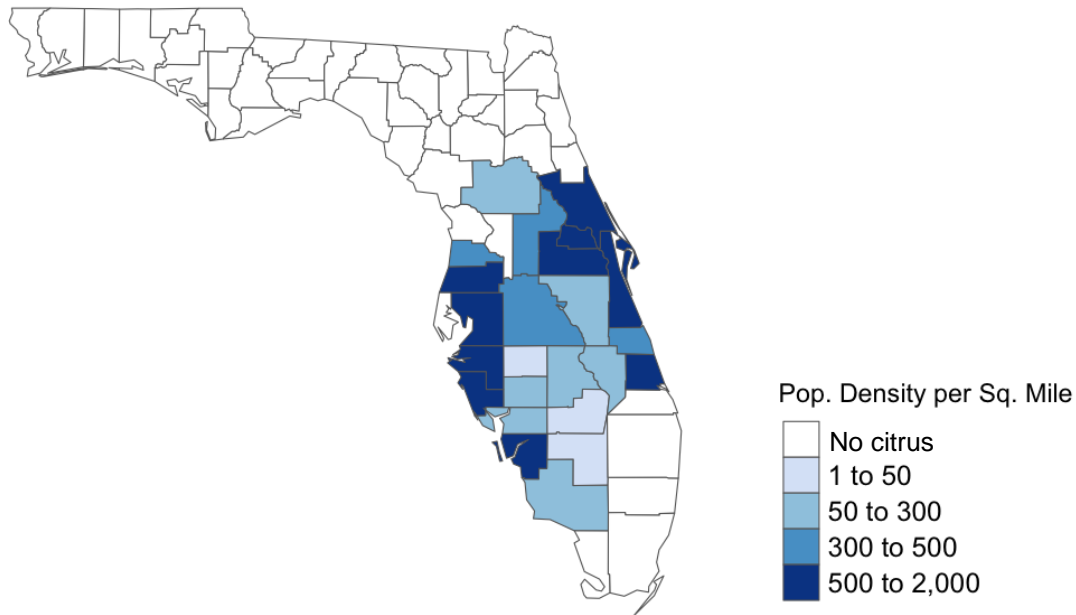 Pop. Density per Sq. Mile
No citrus
1 to 50
50 to 300
300 to 500
500 to 2,000